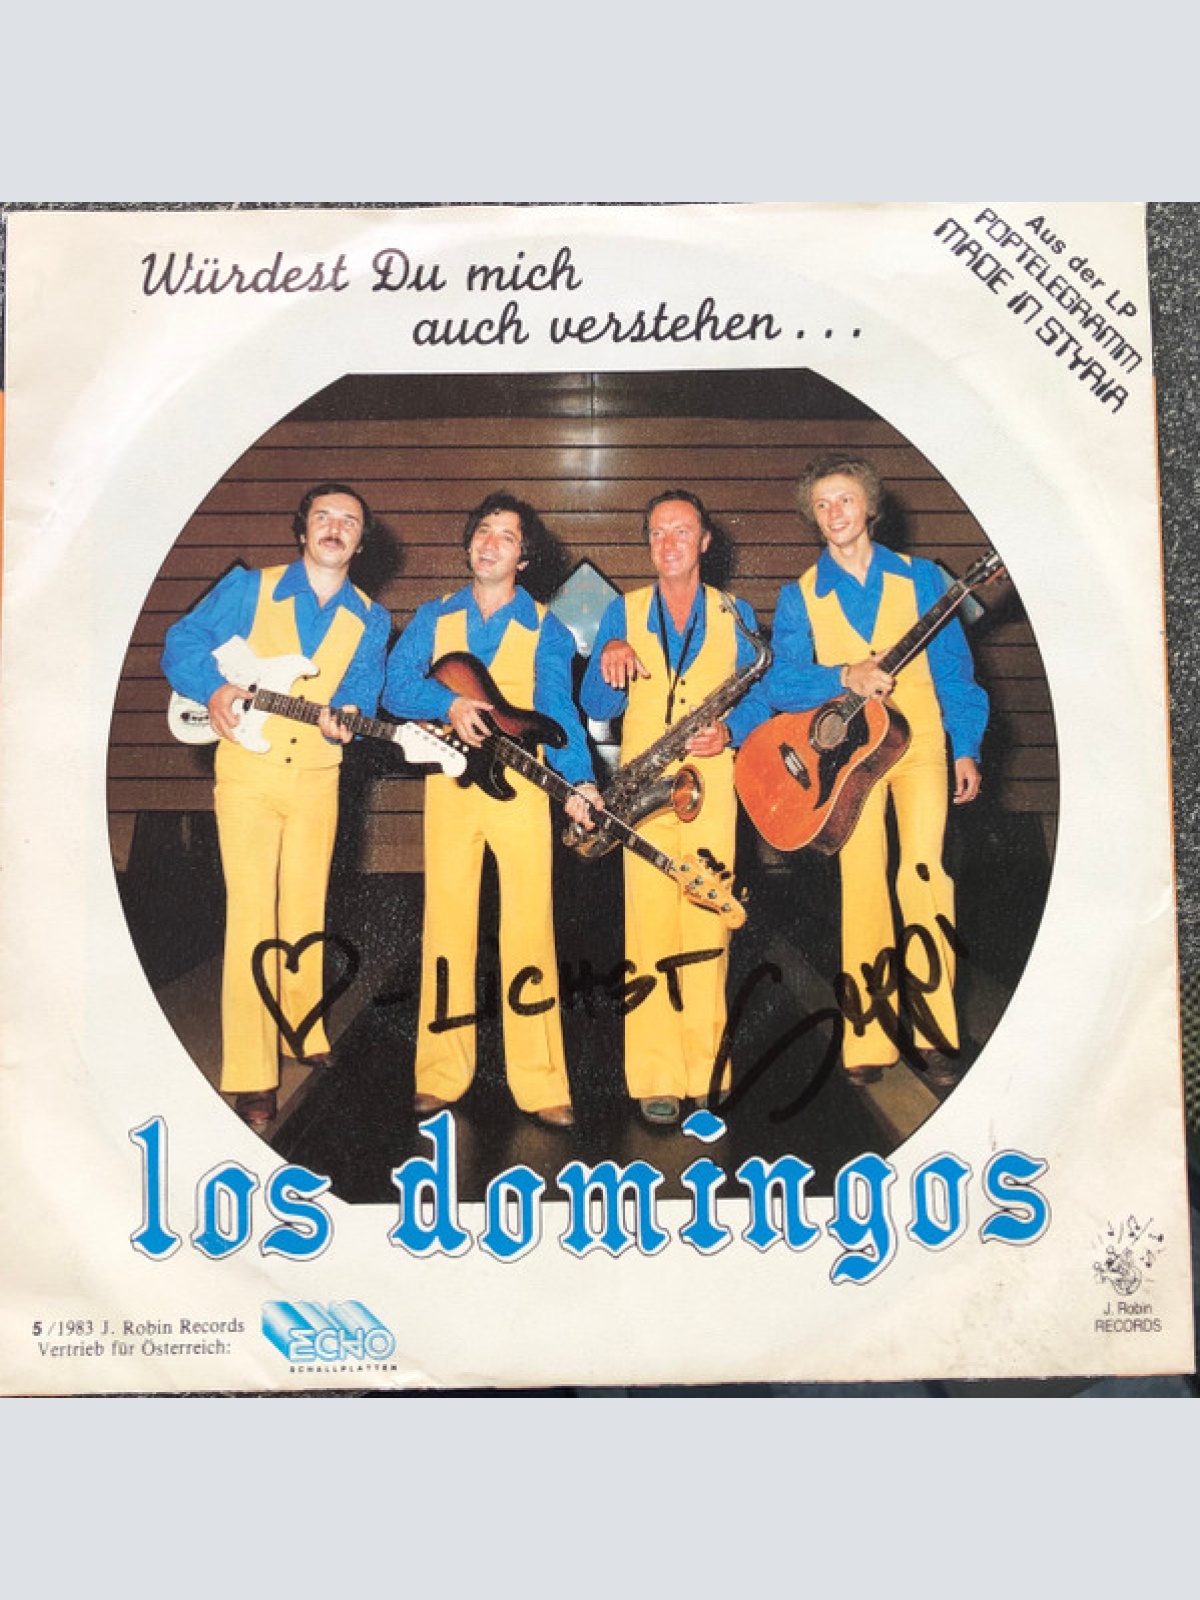 Würdest Du mich
auch verstehen . . .
Aus der LP
POPTELEGRAMM
MADE IN STYRIA
♡-LICHST
los domingos
5/1983 J. Robin Records
Vertrieb für Österreich:
ECHO
SCHALLPLATTEN
J. Robin
RECORDS